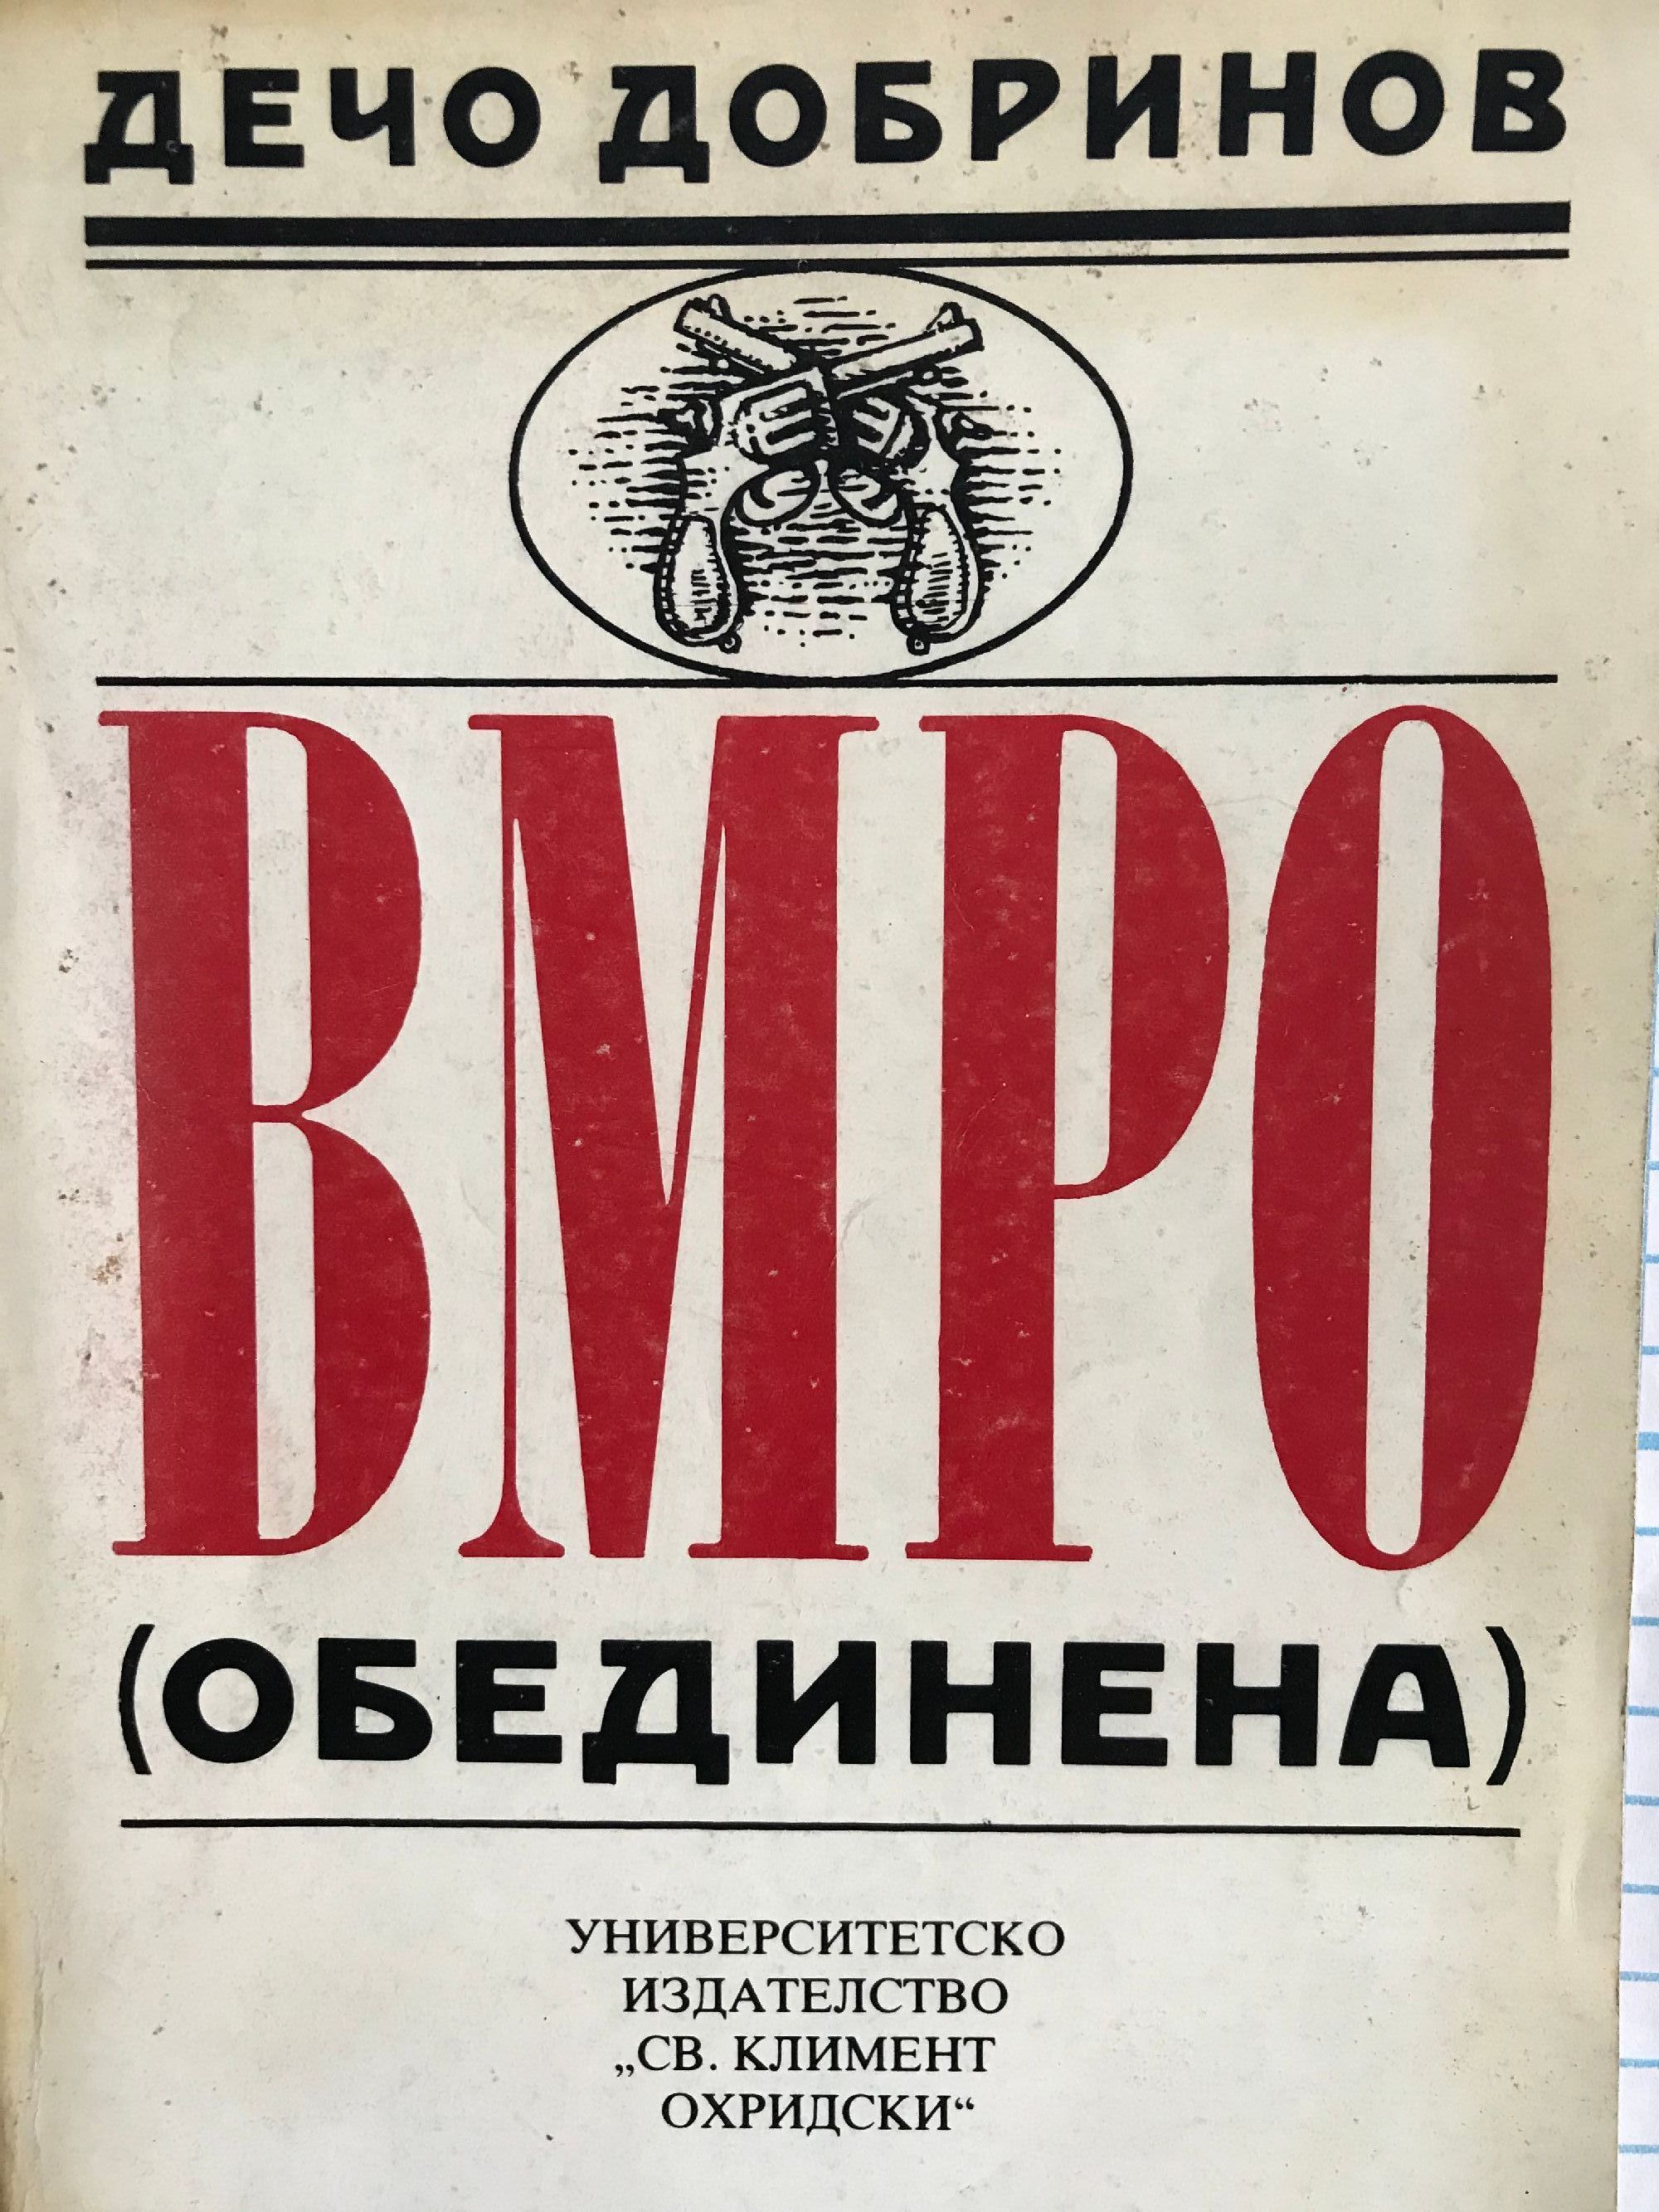 ДЕЧО ДОБРИНОВ
ВМРО
(ОБЕДИНЕНА)
УНИВЕРСИТЕТСКО
ИЗДАТЕЛСТВО
„СВ. КЛИМЕНТ
ОХРИДСКИ“